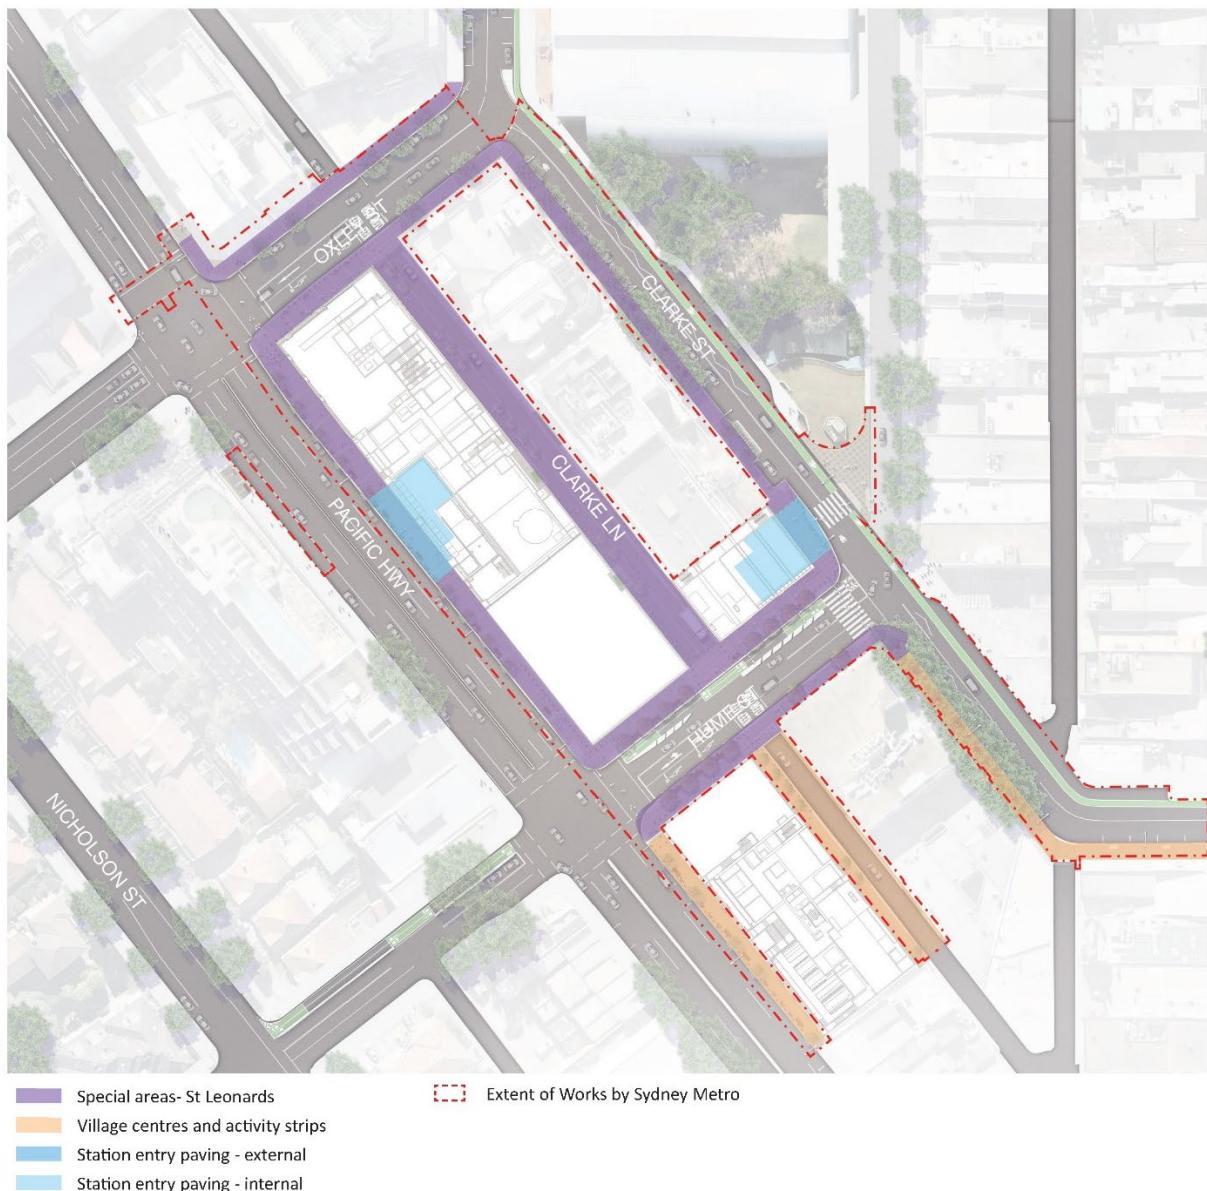 OXLEY ST
CLARKE ST
CLARKE LN
PACIFIC HWY
HUME ST
NICHOLSON ST
Special areas- St Leonards
Village centres and activity strips
Station entry paving - external
Station entry paving - internal
Extent of Works by Sydney Metro